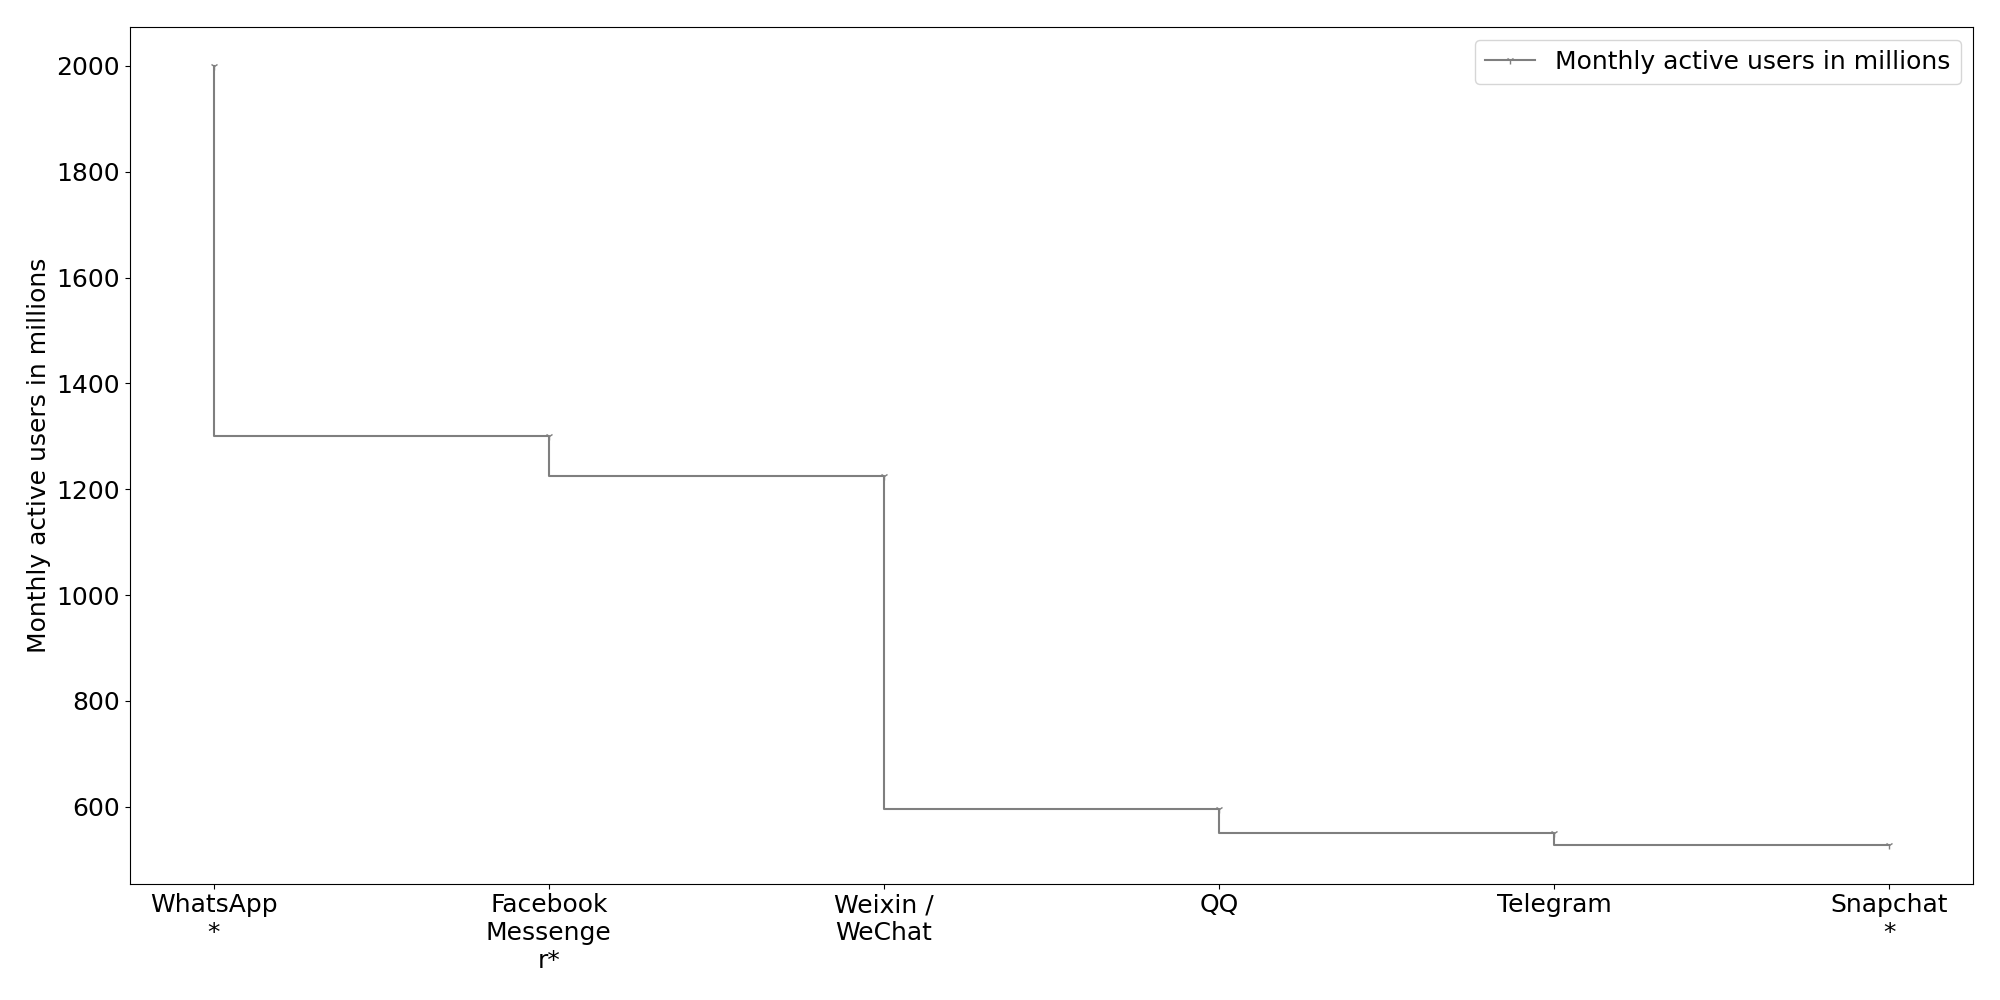 Monthly active users in millions
Monthly active users in millions
2000
1800
1600
1400
1200
1000
800
600
WhatsApp
*
Facebook
Messenge
r*
Weixin /
WeChat
QQ
Telegram
Snapchat
*